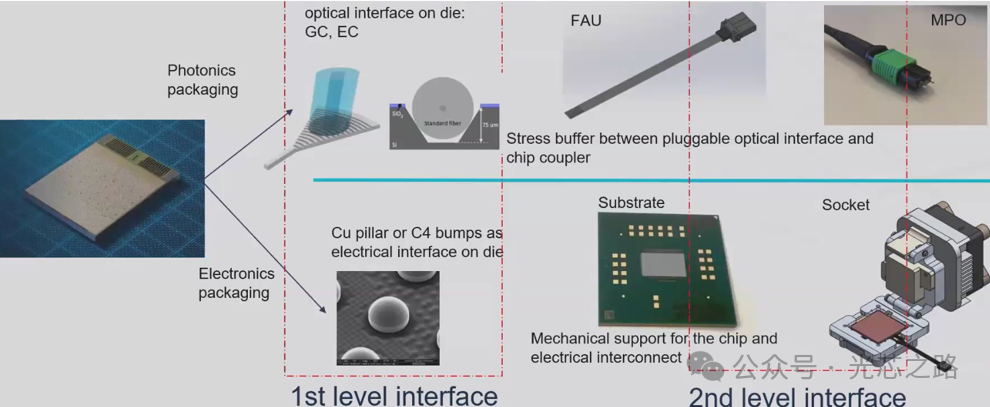 optical interface on die:
GC, EC
FAU
MPO
Photonics
packaging
SiO2
Standard fiber
75 um
Si
Stress buffer between pluggable optical interface and
chip coupler
Substrate
Socket
Cu pillar or C4 bumps as
electrical interface on die
Electronics
packaging
Mechanical support for the chip and
electrical interconnect
公众号 · 光芯之路
1st level interface
2nd level interface